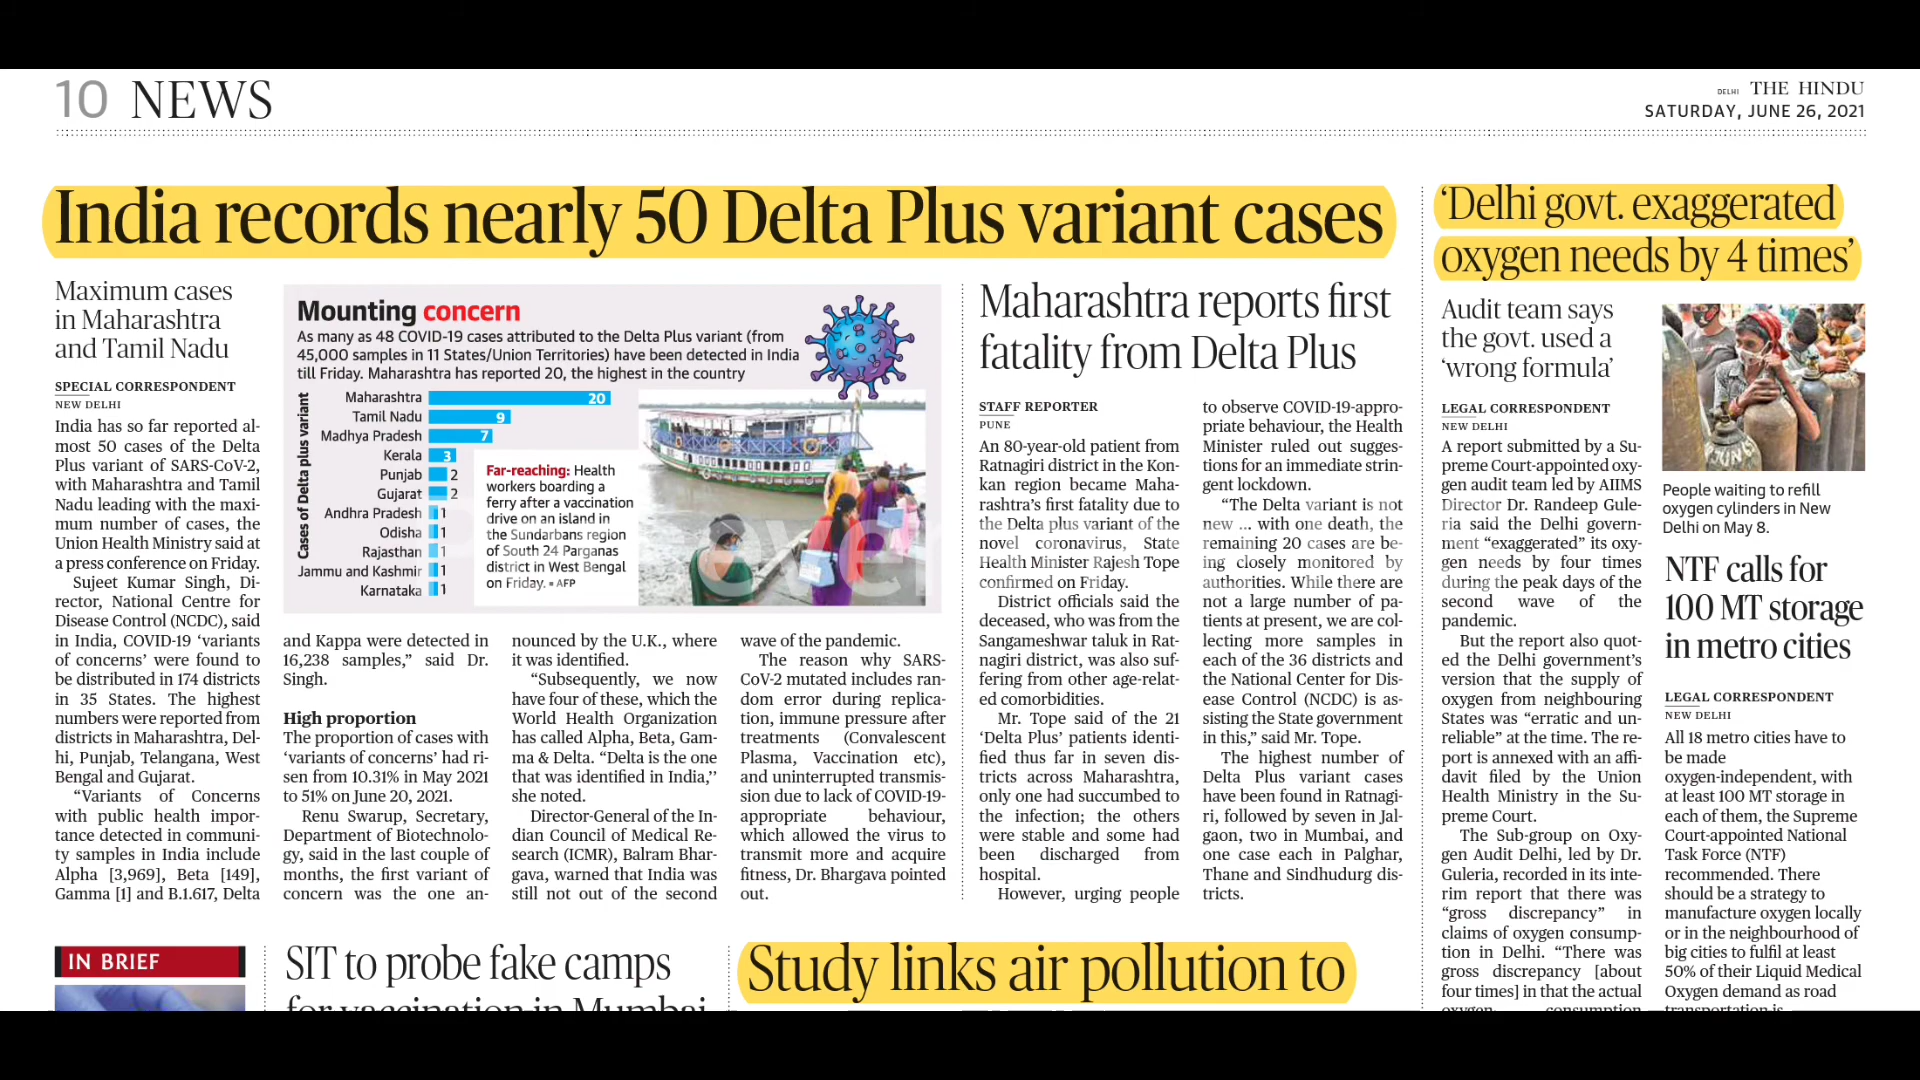 10 NEWS
DELHI THE HINDU
SATURDAY, JUNE 26, 2021
India records nearly 50 Delta Plus variant cases
Maximum cases
in Maharashtra
and Tamil Nadu
SPECIAL CORRESPONDENT
NEW DELHI
India has so far reported al-
most 50 cases of the Delta
Plus variant of SARS-CoV-2,
with Maharashtra and Tamil
Nadu leading with the maxi-
mum number of cases, the
Union Health Ministry said at
a press conference on Friday.
Sujeet Kumar Singh, Di-
rector, National Centre for
Disease Control (NCDC), said
in India, COVID-19 ‘variants
of concerns’ were found to
be distributed in 174 districts
in 35 States. The highest
numbers were reported from
districts in Maharashtra, Del-
hi, Punjab, Telangana, West
Bengal and Gujarat.
“Variants of Concerns
with public health impor-
tance detected in communi-
ty samples in India include
Alpha [3,969], Beta [149],
Gamma [1] and B.1.617, Delta
Mounting concern
As many as 48 COVID-19 cases attributed to the Delta Plus variant (from
45,000 samples in 11 States/Union Territories) have been detected in India
till Friday. Maharashtra has reported 20, the highest in the country
Cases of Delta plus variant
Maharashtra 20
Tamil Nadu 9
Madhya Pradesh 7
Kerala 3
Punjab 2
Gujarat 2
Andhra Pradesh 1
Odisha 1
Rajasthan 1
Jammu and Kashmir 1
Karnataka 1
Far-reaching: Health
workers boarding a
ferry after a vaccination
drive on an island in
the Sundarbans region
of South 24 Parganas
district in West Bengal
on Friday. ▪ AFP
and Kappa were detected in
16,238 samples,” said Dr.
Singh.
High proportion
The proportion of cases with
‘variants of concerns’ had ri-
sen from 10.31% in May 2021
to 51% on June 20, 2021.
Renu Swarup, Secretary,
Department of Biotechnolo-
gy, said in the last couple of
months, the first variant of
concern was the one an-
nounced by the U.K., where
it was identified.
“Subsequently, we now
have four of these, which the
World Health Organization
has called Alpha, Beta, Gam-
ma & Delta. “Delta is the one
that was identified in India,’’
she noted.
Director-General of the In-
dian Council of Medical Re-
search (ICMR), Balram Bhar-
gava, warned that India was
still not out of the second
wave of the pandemic.
The reason why SARS-
CoV-2 mutated includes ran-
dom error during replica-
tion, immune pressure after
treatments (Convalescent
Plasma, Vaccination etc),
and uninterrupted transmis-
sion due to lack of COVID-19-
appropriate behaviour,
which allowed the virus to
transmit more and acquire
fitness, Dr. Bhargava pointed
out.
Maharashtra reports first
fatality from Delta Plus
STAFF REPORTER
PUNE
An 80-year-old patient from
Ratnagiri district in the Kon-
kan region became Maha-
rashtra’s first fatality due to
the Delta plus variant of the
novel coronavirus, State
Health Minister Rajesh Tope
confirmed on Friday.
District officials said the
deceased, who was from the
Sangameshwar taluk in Rat-
nagiri district, was also suf-
fering from other age-relat-
ed comorbidities.
Mr. Tope said of the 21
‘Delta Plus’ patients identi-
fied thus far in seven dis-
tricts across Maharashtra,
only one had succumbed to
the infection; the others
were stable and some had
been discharged from
hospital.
However, urging people
to observe COVID-19-appro-
priate behaviour, the Health
Minister ruled out sugges-
tions for an immediate strin-
gent lockdown.
“The Delta variant is not
new ... with one death, the
remaining 20 cases are be-
ing closely monitored by
authorities. While there are
not a large number of pa-
tients at present, we are col-
lecting more samples in
each of the 36 districts and
the National Center for Dis-
ease Control (NCDC) is as-
sisting the State government
in this,” said Mr. Tope.
The highest number of
Delta Plus variant cases
have been found in Ratnagi-
ri, followed by seven in Jal-
gaon, two in Mumbai, and
one case each in Palghar,
Thane and Sindhudurg dis-
tricts.
‘Delhi govt. exaggerated
oxygen needs by 4 times’
Audit team says
the govt. used a
‘wrong formula’
LEGAL CORRESPONDENT
NEW DELHI
A report submitted by a Su-
preme Court-appointed oxy-
gen audit team led by AIIMS
Director Dr. Randeep Gule-
ria said the Delhi govern-
ment “exaggerated” its oxy-
gen needs by four times
during the peak days of the
second wave of the
pandemic.
But the report also quot-
ed the Delhi government’s
version that the supply of
oxygen from neighbouring
States was “erratic and un-
reliable” at the time. The re-
port is annexed with an affi-
davit filed by the Union
Health Ministry in the Su-
preme Court.
The Sub-group on Oxy-
gen Audit Delhi, led by Dr.
Guleria, recorded in its inte-
rim report that there was
“gross discrepancy” in
claims of oxygen consump-
tion in Delhi. “There was
gross discrepancy [about
four times] in that the actual
oxygen consumption
People waiting to refill
oxygen cylinders in New
Delhi on May 8.
NTF calls for
100 MT storage
in metro cities
LEGAL CORRESPONDENT
NEW DELHI
All 18 metro cities have to
be made
oxygen-independent, with
at least 100 MT storage in
each of them, the Supreme
Court-appointed National
Task Force (NTF)
recommended. There
should be a strategy to
manufacture oxygen locally
or in the neighbourhood of
big cities to fulfil at least
50% of their Liquid Medical
Oxygen demand as road
transportation is
IN BRIEF
SIT to probe fake camps
for vaccination in Mumbai
Study links air pollution to